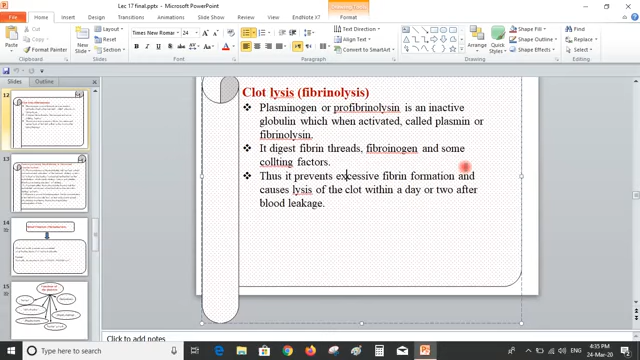 Lec 17 final.pptx
Drawing Tools
File Home Insert Design Transitions Animations Slide Show Review View EndNote X7 Format
Paste
New Slide
Layout
Reset
Section
Times New Roman 24
Text Direction
Align Text
Convert to SmartArt
Arrange Quick Styles
Shape Fill
Shape Outline
Shape Effects
Find
Replace
Select
Clipboard Slides Font Paragraph Drawing Editing
Slides Outline
12
13
14
15
Clot lysis (fibrinolysis)
Plasminogen or profibrinolysin is an inactive
globulin which when activated, called plasmin or
fibrinolysin.
It digest fibrin threads, fibroinogen and some
collting factors.
Thus it prevents excessive fibrin formation and
causes lysis of the clot within a day or two after
blood leakage.
Click to add notes
Type here to search
4:35 PM
24-Mar-20